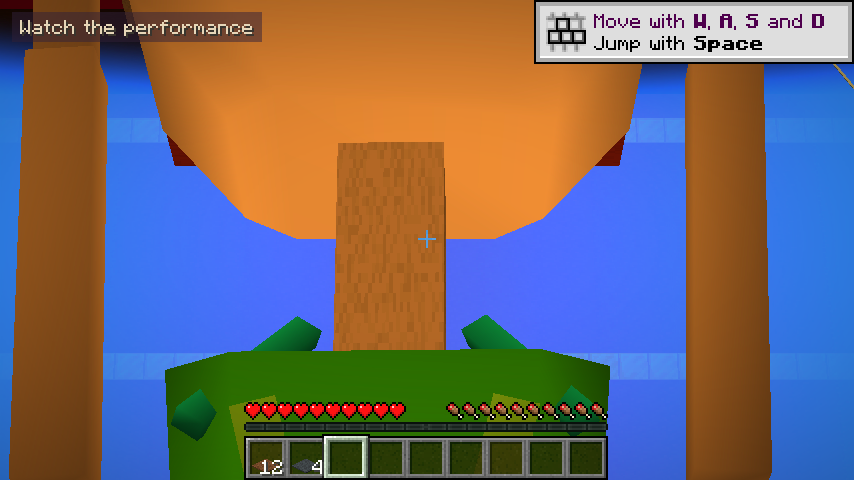 Watch the performance
Move with W, A, S and D
Jump with Space
12
4